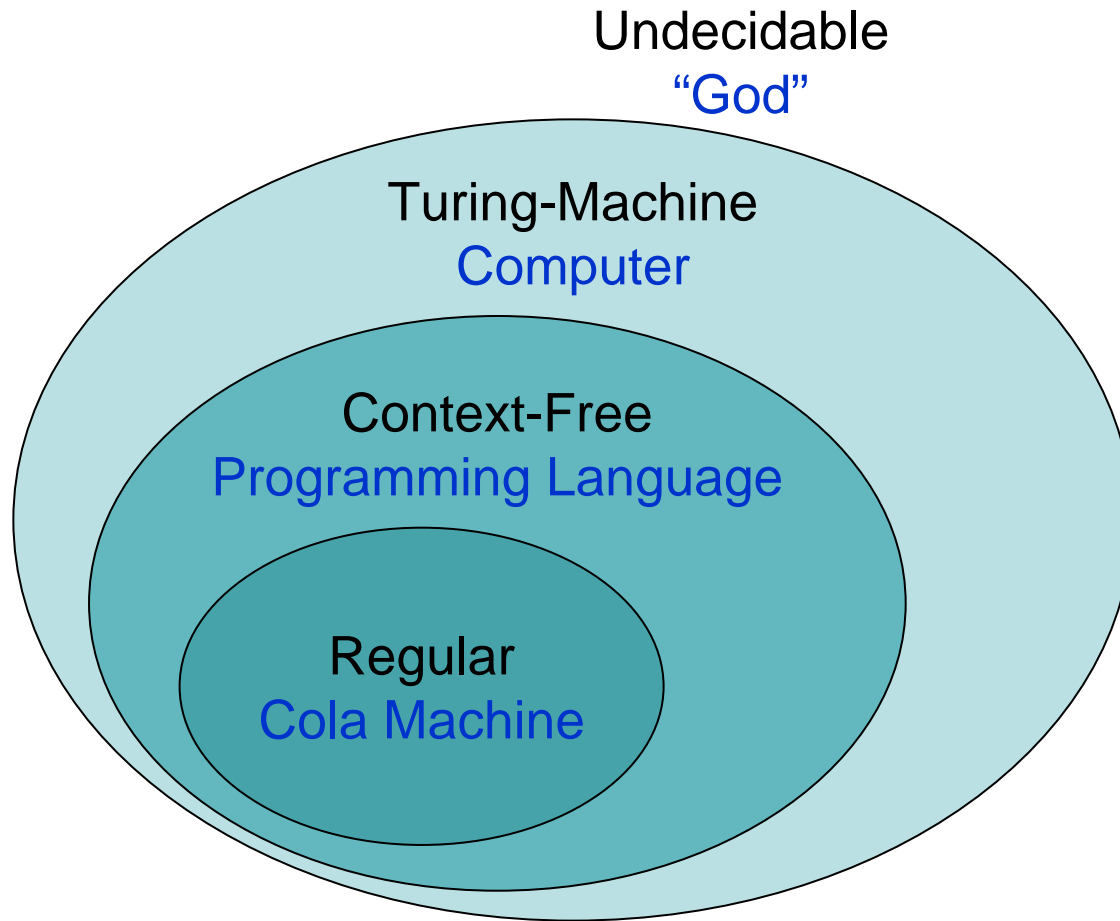 Undecidable
“God”
Turing-Machine
Computer
Context-Free
Programming Language
Regular
Cola Machine